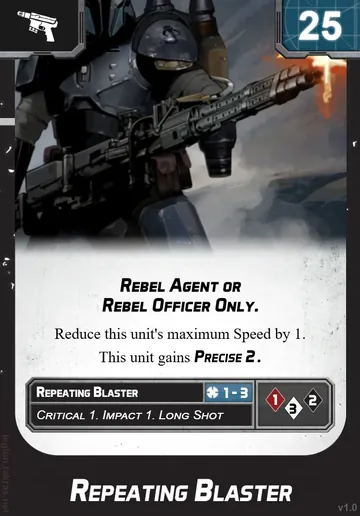 25
REBEL AGENT OR
REBEL OFFICER ONLY.
Reduce this unit's maximum Speed by 1.
This unit gains PRECISE 2.
REPEATING BLASTER 1 - 3
CRITICAL 1. IMPACT 1. LONG SHOT
1 3 2
REPEATING BLASTER
v1.0